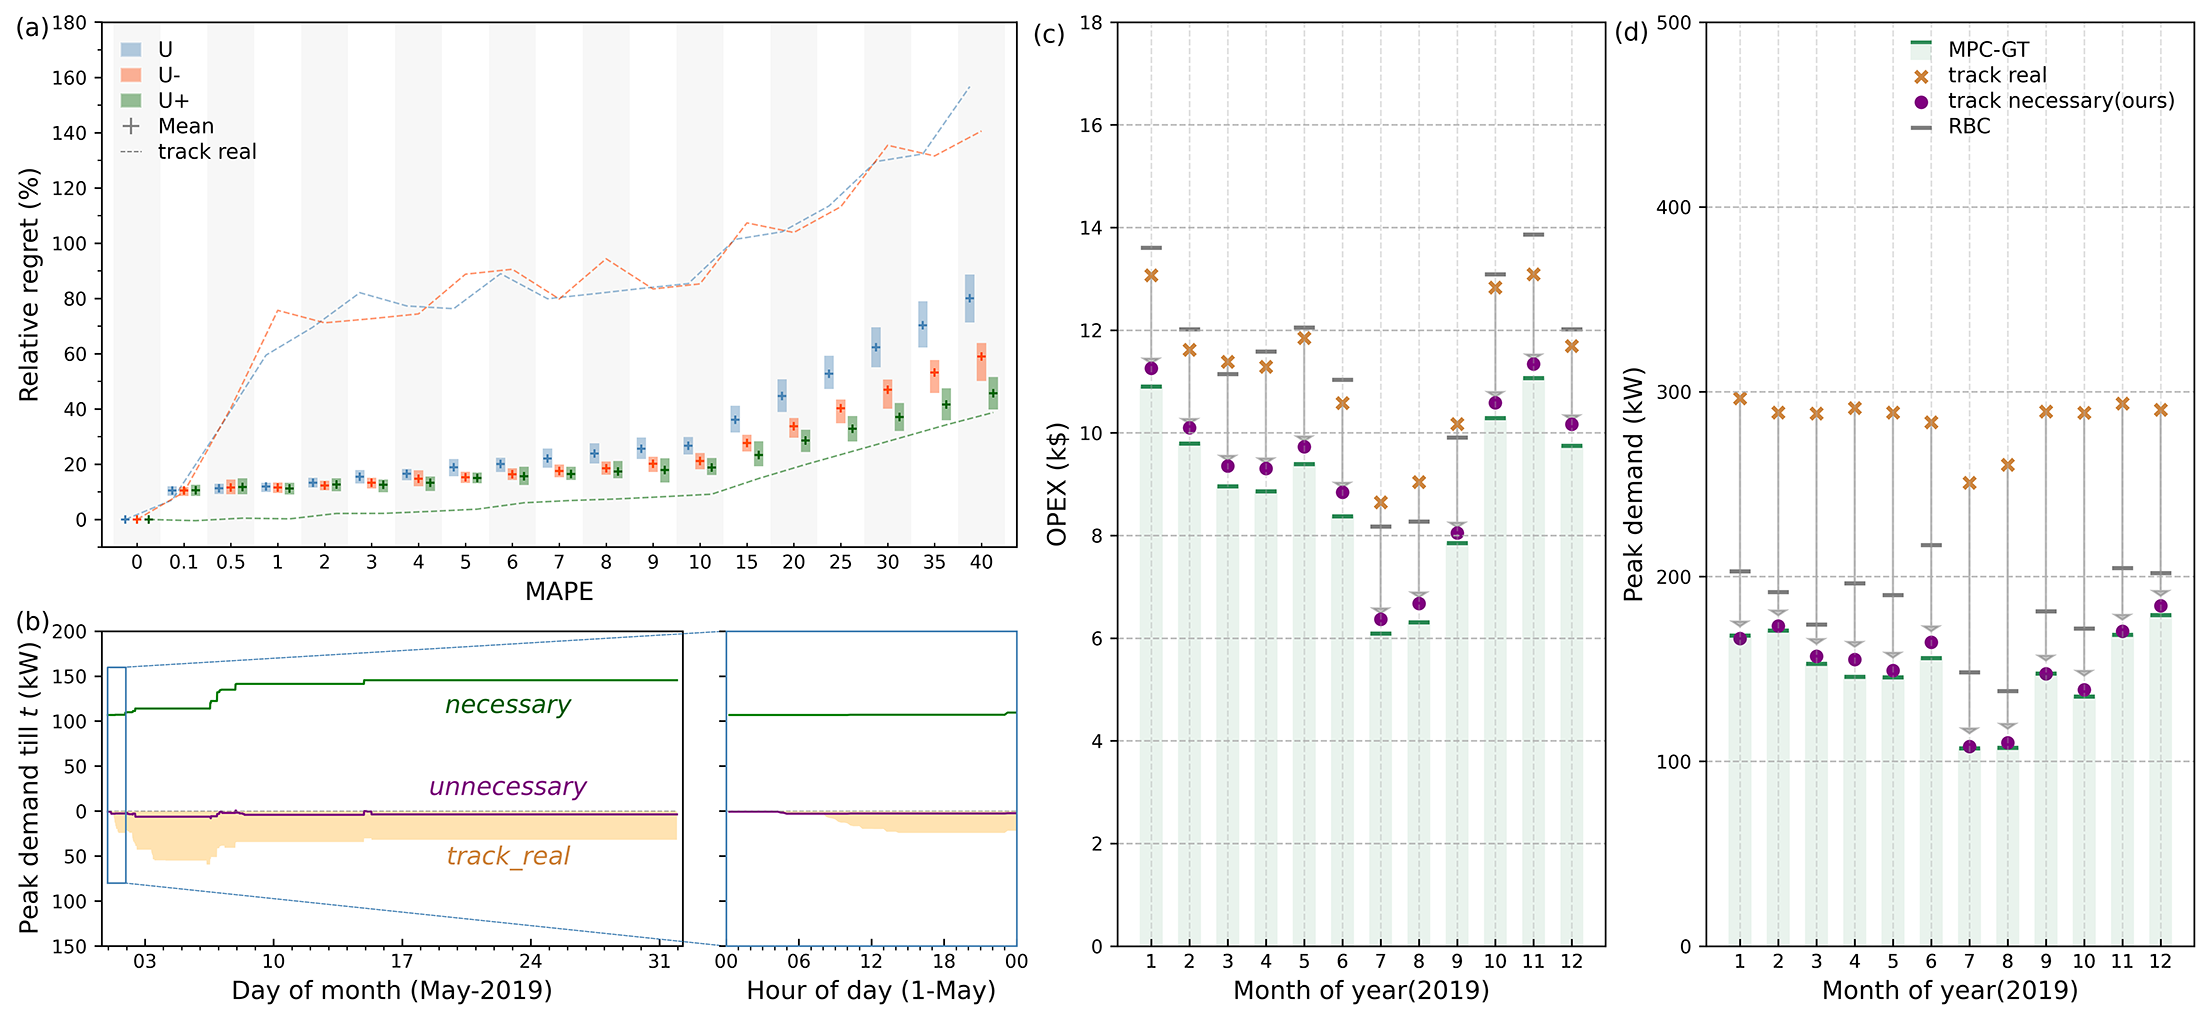 (a)
180
160
140
120
100
80
60
40
20
0
Relative regret (%)
U
U-
U+
Mean
track real
0 0.1 0.5 1 2 3 4 5 6 7 8 9 10 15 20 25 30 35 40
MAPE
(b)
200
150
100
50
0
50
100
150
Peak demand till t (kW)
necessary
unnecessary
track_real
03 10 17 24 31
Day of month (May-2019)
00 06 12 18 00
Hour of day (1-May)
(c)
18
16
14
12
10
8
6
4
2
0
OPEX (k$)
1 2 3 4 5 6 7 8 9 10 11 12
Month of year(2019)
(d)
500
400
300
200
100
0
Peak demand (kW)
MPC-GT
track real
track necessary(ours)
RBC
1 2 3 4 5 6 7 8 9 10 11 12
Month of year(2019)